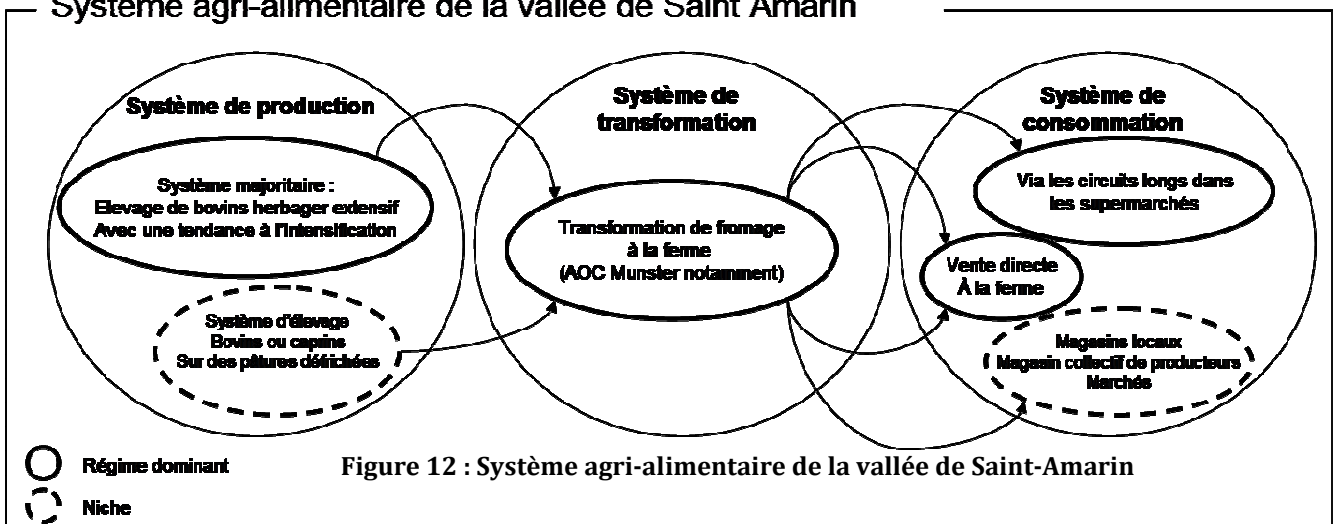 Système agri-alimentaire de la vallée de Saint Amarin
Système de production
Système majoritaire :
Elevage de bovins herbager extensif
Avec une tendance à l'intensification
Système d'élevage
Bovins ou caprins
Sur des pâtures défrichées
Système de
transformation
Transformation de fromage
à la ferme
(AOC Munster notamment)
Système de
consommation
Via les circuits longs dans
les supermarchés
Vente directe
À la ferme
Magasins locaux
Magasin collectif de producteurs
Marchés
Régime dominant
Niche
Figure 12 : Système agri-alimentaire de la vallée de Saint-Amarin